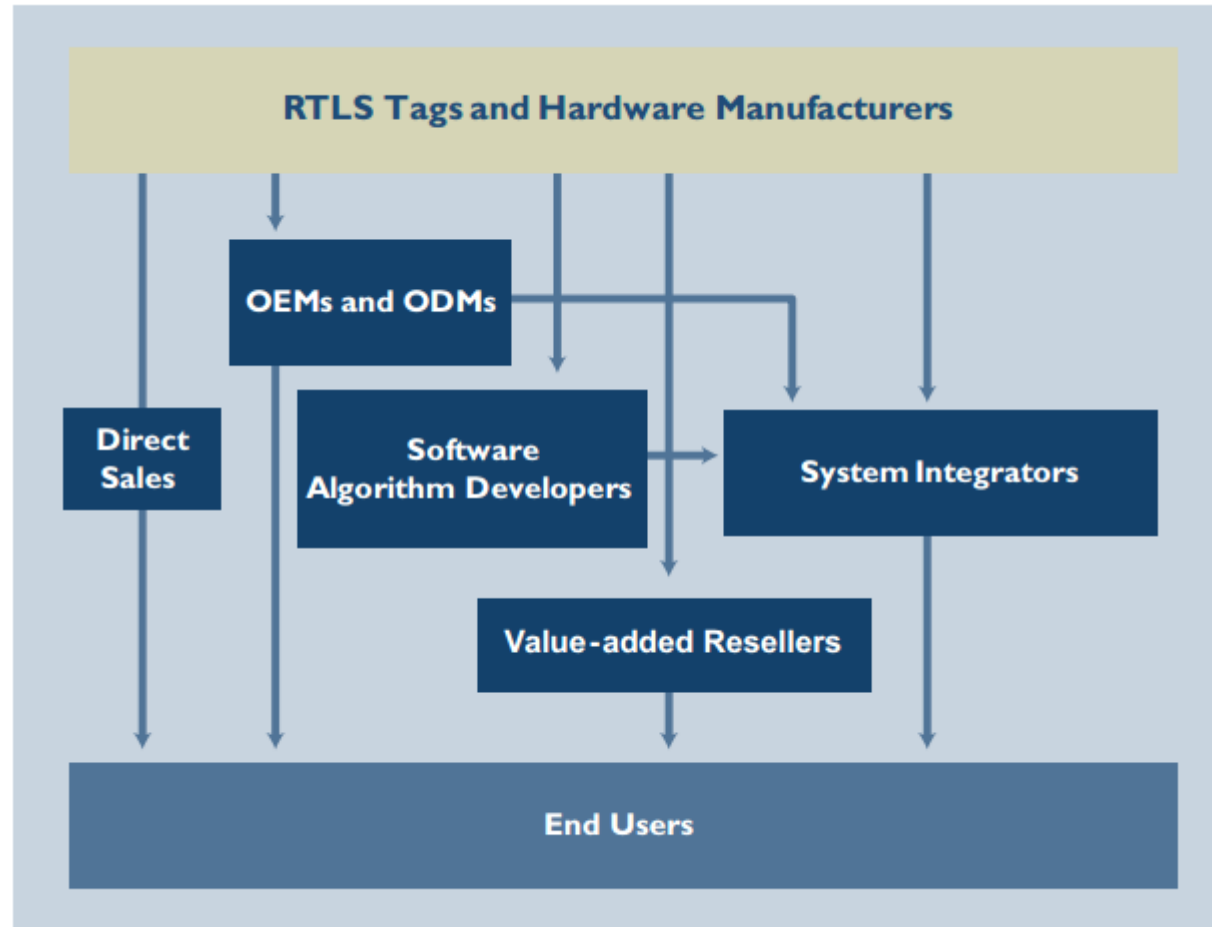 RTLS Tags and Hardware Manufacturers
OEMs and ODMs
Direct
Sales
Software
Algorithm Developers
System Integrators
Value-added Resellers
End Users